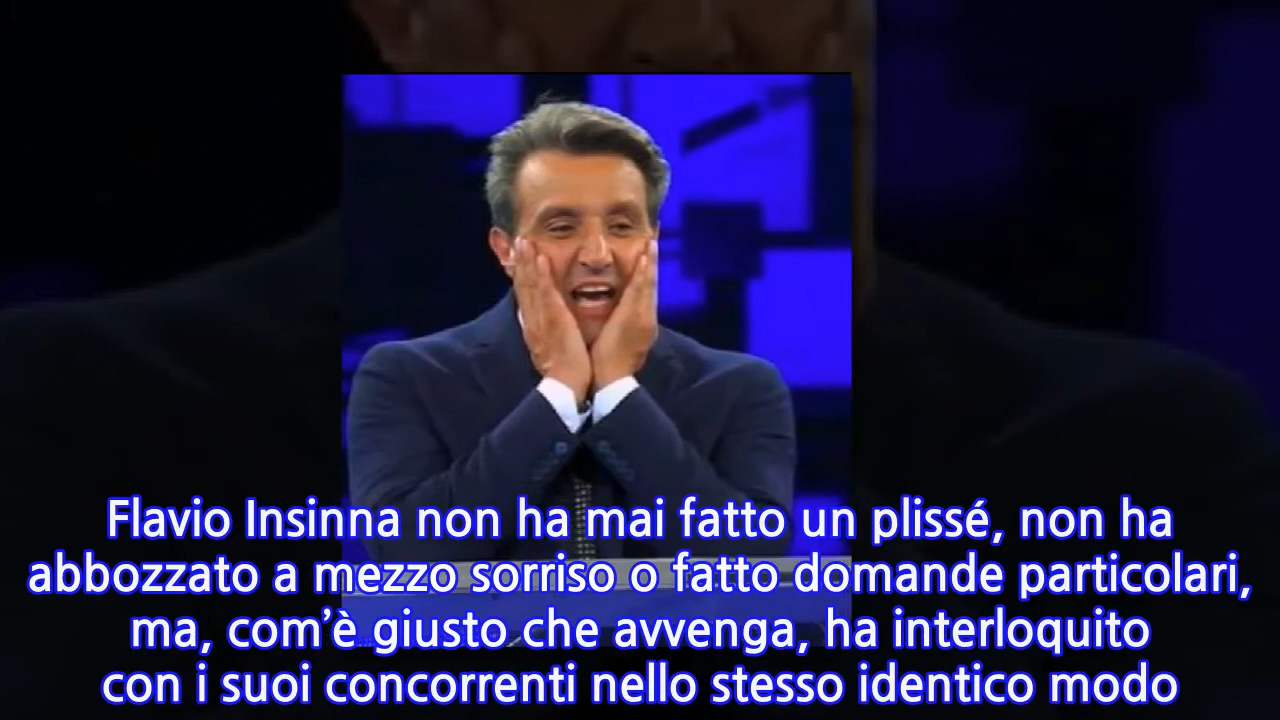 Flavio Insinna non ha mai fatto un plissé, non ha
abbozzato a mezzo sorriso o fatto domande particolari,
ma, com’è giusto che avvenga, ha interloquito
con i suoi concorrenti nello stesso identico modo